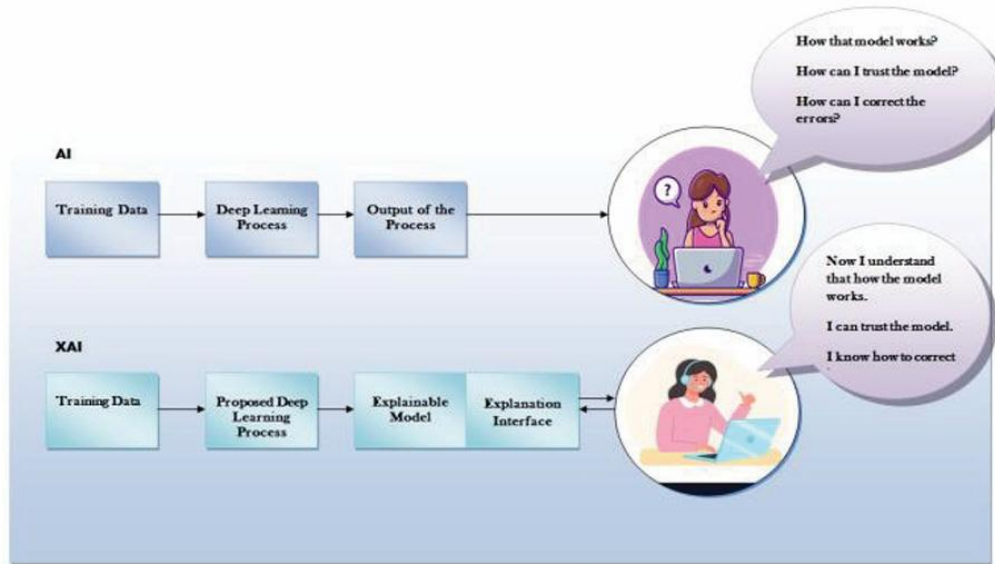 How that model works?
How can I trust the model?
How can I correct the
errors?
AI
Training Data
Deep Learning
Process
Output of the
Process
?
Now I understand
that how the model
works.
I can trust the model.
I know how to correct
.
XAI
Training Data
Proposed Deep
Learning
Process
Explainable
Model
Explanation
Interface